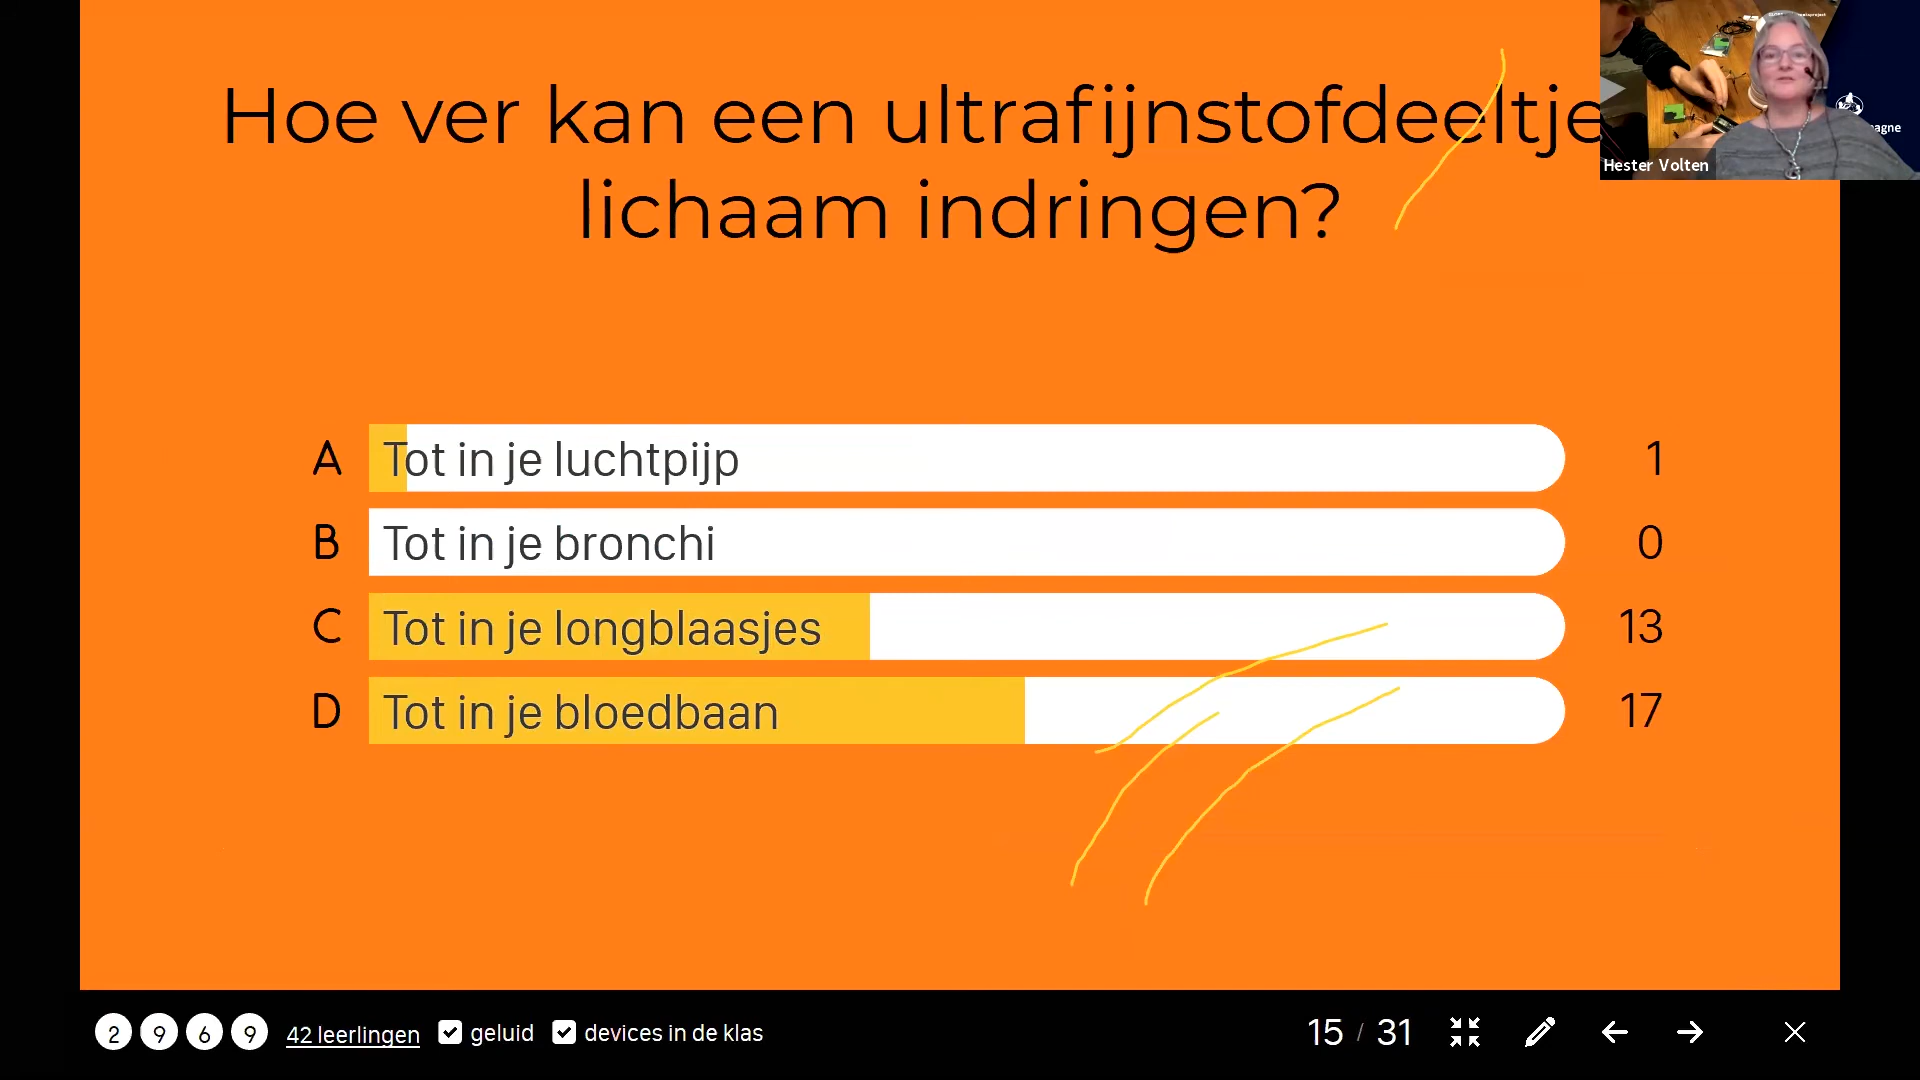 Hoe ver kan een ultrafijnstofdeeltje
lichaam indringen?
Hester Volten
A Tot in je luchtpijp 1
B Tot in je bronchi 0
C Tot in je longblaasjes 13
D Tot in je bloedbaan 17
2 9 6 9 42 leerlingen geluid devices in de klas 15 / 31